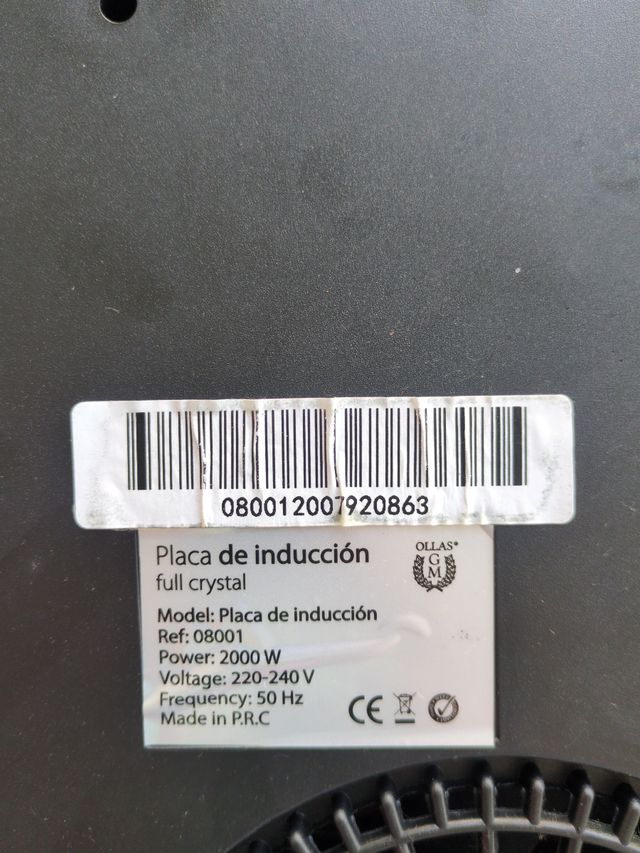 080012007920863
Placa de inducción
full crystal
OLLAS®
G
M
Model: Placa de inducción
Ref: 08001
Power: 2000 W
Voltage: 220-240 V
Frequency: 50 Hz
Made in P.R.C
CE